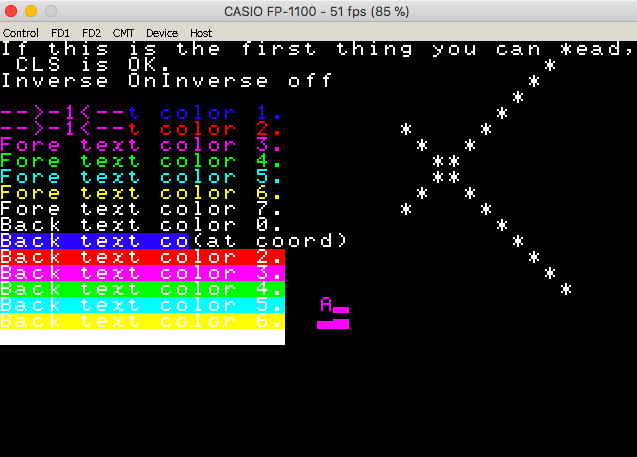 CASIO FP-1100 - 51 fps (85 %)
Control FD1 FD2 CMT Device Host
If this is the first thing you can *ead,
CLS is OK. *
Inverse OnInverse off *
*
-->-1<--t color 1. *
-->-1<--t color 2. * *
Fore text color 3. * *
Fore text color 4. **
Fore text color 5. **
Fore text color 6. * *
Fore text color 7. * *
Back text color 0. *
Back text co(at coord) *
Back text color 2. *
Back text color 3. *
Back text color 4. *
Back text color 5. A
Back text color 6.